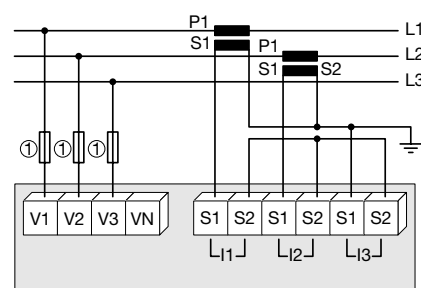 P1
L1
S1
P1
L2
S1 S2
L3
① ① ①
V1 V2 V3 VN S1 S2 S1 S2 S1 S2
I1 I2 I3